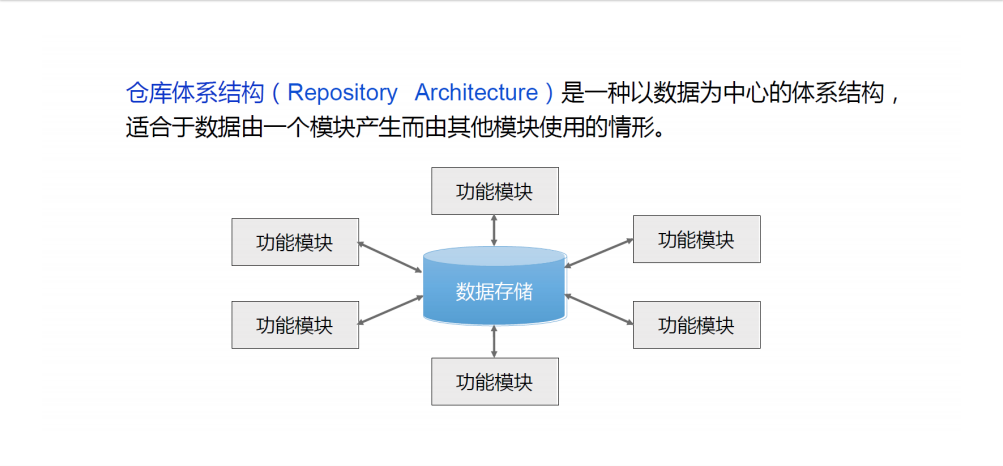 仓库体系结构（Repository Architecture）是一种以数据为中心的体系结构，
适合于数据由一个模块产生而由其他模块使用的情形。
功能模块
功能模块
功能模块
数据存储
功能模块
功能模块
功能模块